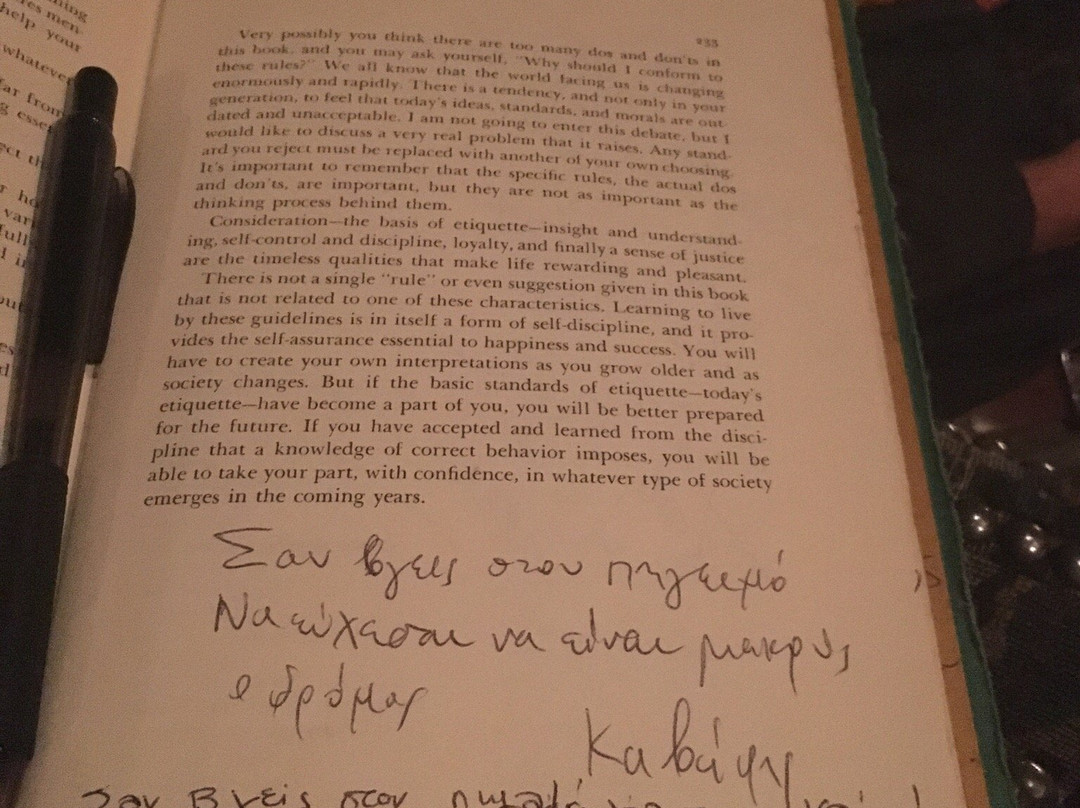 help your
whatever
far from
233
Very possibly you think there are too many dos and don'ts in
this book, and you may ask yourself, "Why should I conform to
these rules?" We all know that the world facing us is changing
enormously and rapidly. There is a tendency, and not only in your
generation, to feel that today's ideas, standards, and morals are out-
dated and unacceptable. I am not going to enter this debate, but I
would like to discuss a very real problem that it raises. Any stand-
ard you reject must be replaced with another of your own choosing.
It's important to remember that the specific rules, the actual dos
and don'ts, are important, but they are not as important as the
thinking process behind them.
Consideration—the basis of etiquette—insight and understand-
ing, self-control and discipline, loyalty, and finally a sense of justice
are the timeless qualities that make life rewarding and pleasant.
There is not a single "rule" or even suggestion given in this book
that is not related to one of these characteristics. Learning to live
by these guidelines is in itself a form of self-discipline, and it pro-
vides the self-assurance essential to happiness and success. You will
have to create your own interpretations as you grow older and as
society changes. But if the basic standards of etiquette—today's
etiquette—have become a part of you, you will be better prepared
for the future. If you have accepted and learned from the disci-
pline that a knowledge of correct behavior imposes, you will be
able to take your part, with confidence, in whatever type of society
emerges in the coming years.
Σαν βγεις στον πηγαιμό
Να εύχεσαι να είναι μακρύς
ο δρόμος
Καβάφη
Σαν βγεις στον